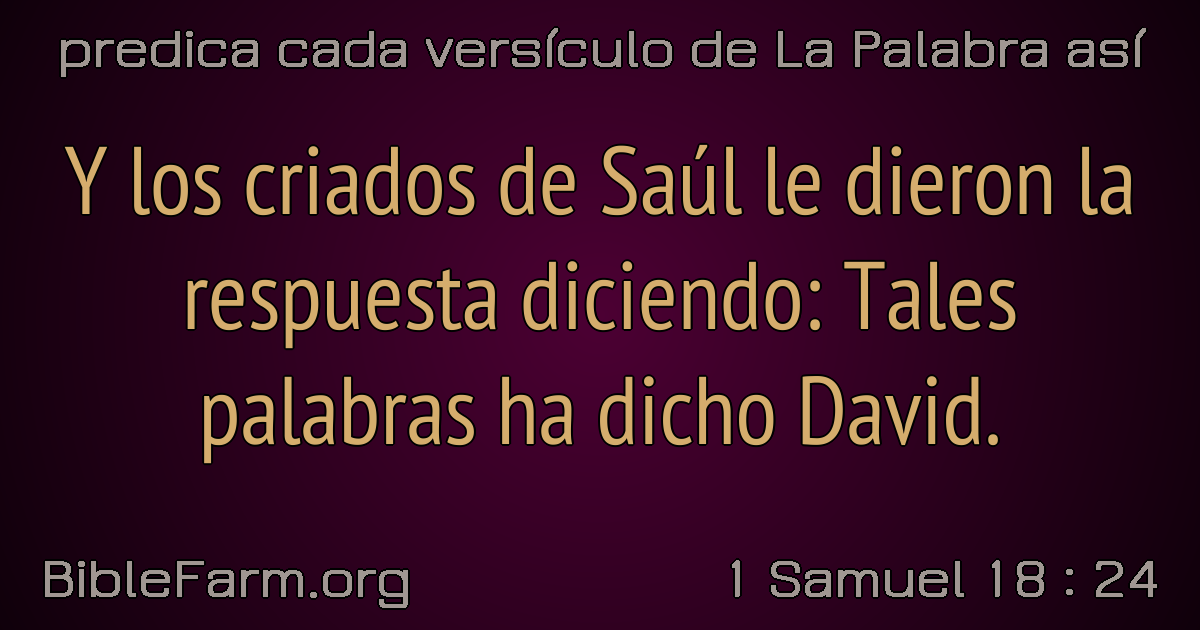 predica cada versículo de La Palabra así
Y los criados de Saúl le dieron la
respuesta diciendo: Tales
palabras ha dicho David.
BibleFarm.org
1 Samuel 18 : 24